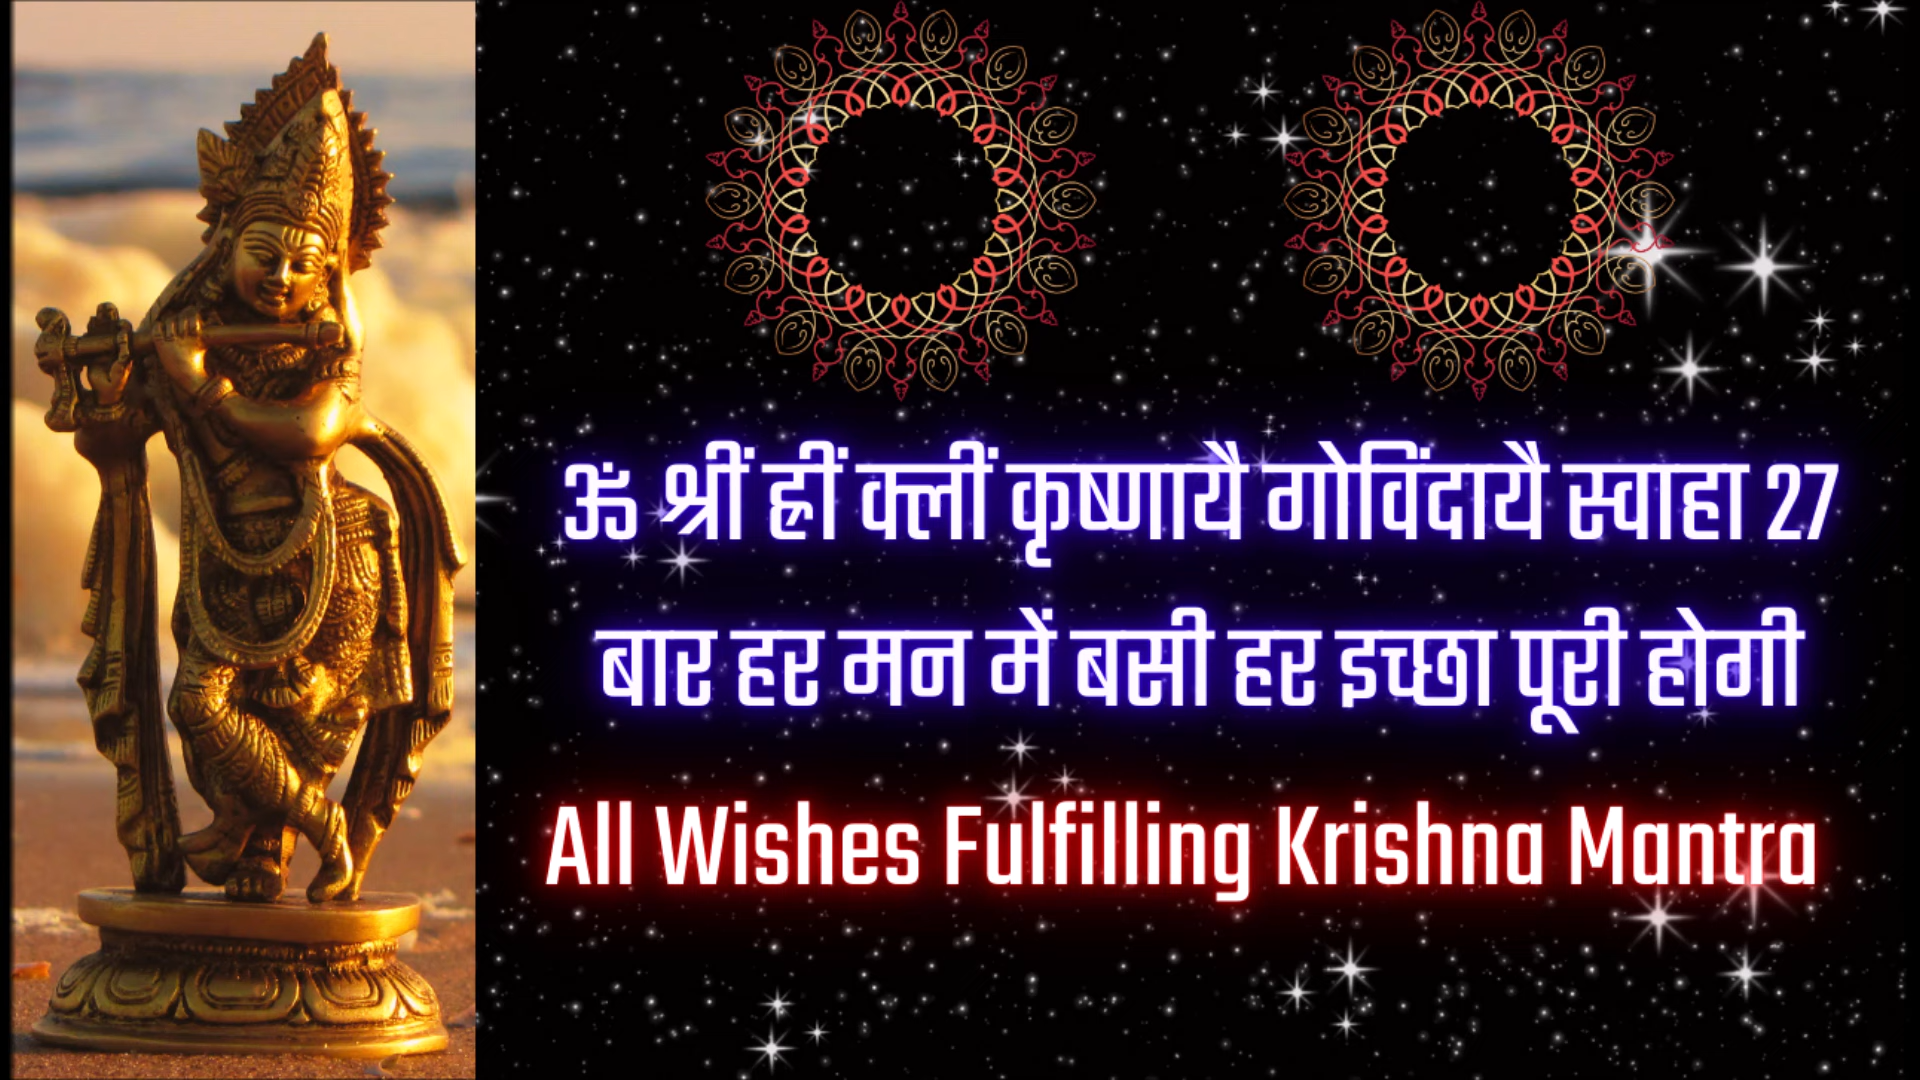 ॐ श्रीं ह्रीं क्लीं कृष्णायै गोविंदायै स्वाहा 27
बार हर मन में बसी हर इच्छा पूरी होगी
All Wishes Fulfilling Krishna Mantra